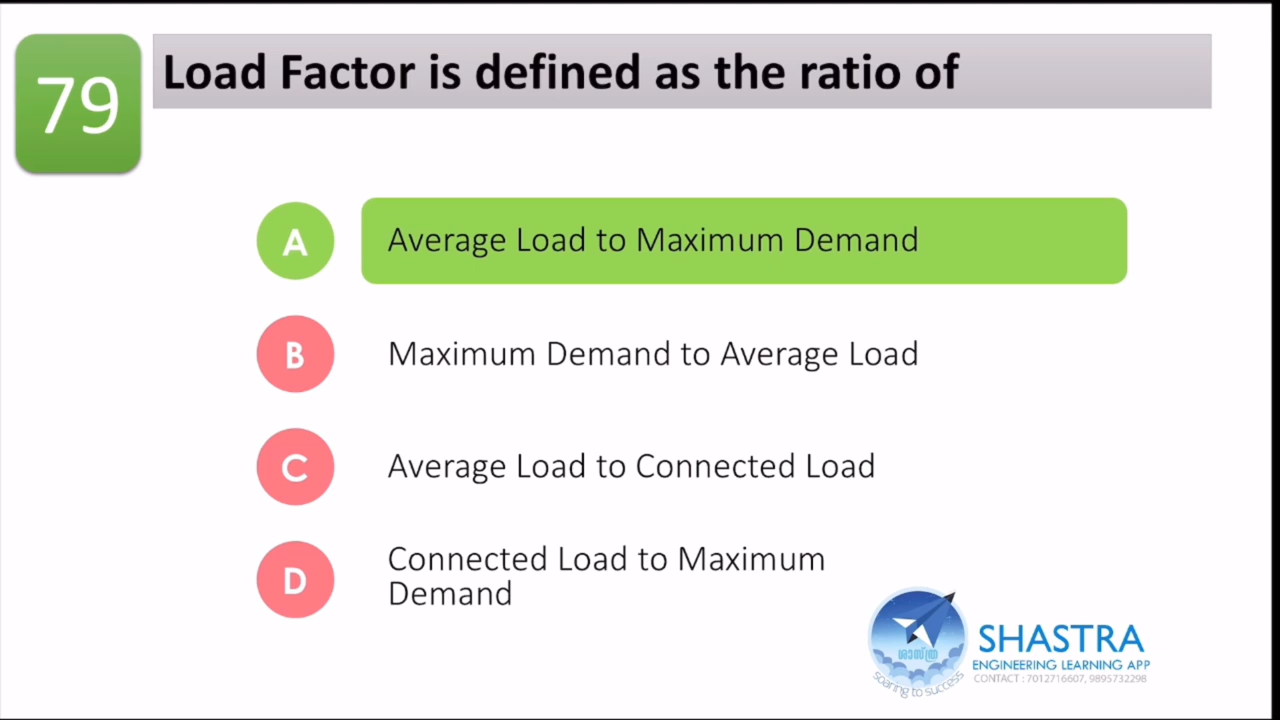 79
Load Factor is defined as the ratio of
A
Average Load to Maximum Demand
B
Maximum Demand to Average Load
C
Average Load to Connected Load
D
Connected Load to Maximum
Demand
ശാസ്ത്ര
soaring to success
SHASTRA
ENGINEERING LEARNING APP
CONTACT : 7012716607, 9895732298